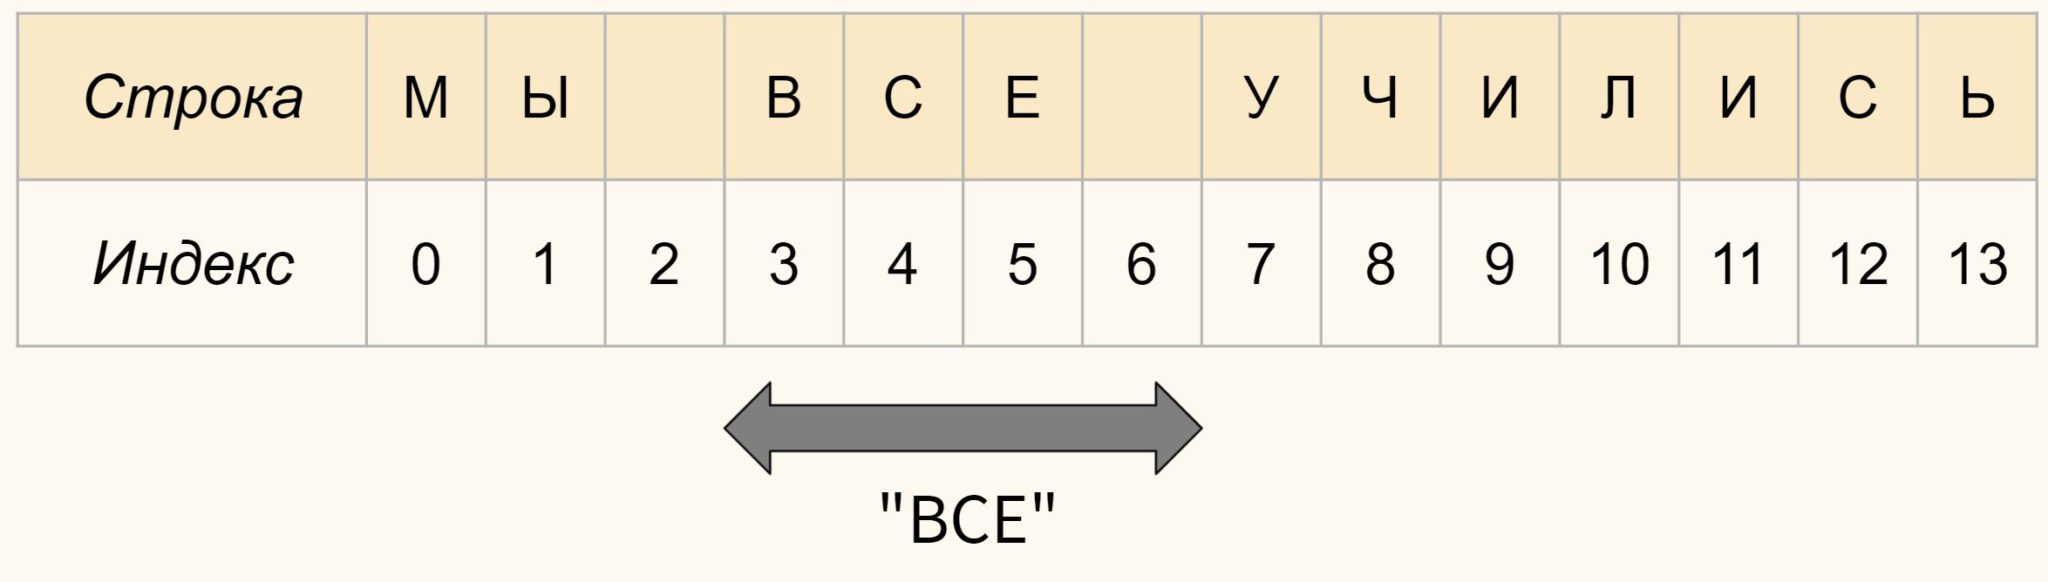 Строка М Ы В С Е У Ч И Л И С Ь
Индекс 0 1 2 3 4 5 6 7 8 9 10 11 12 13
"ВСЕ"